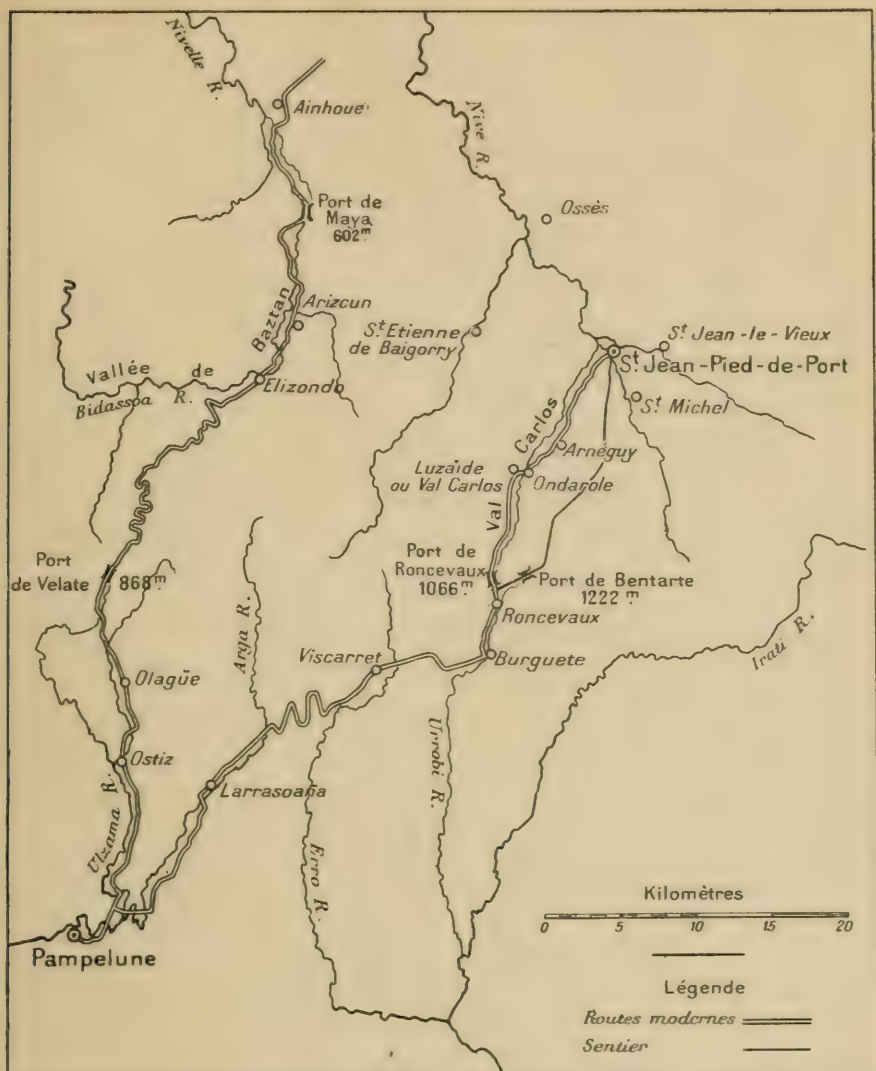 Nivelle R.
Ainhoue
Nive R.
Ossès
Port de
Maya
602m
Baztan
Arizcun
St Etienne
de Baigorry
St Jean-le-Vieux
St Jean-Pied-de-Port
Vallée de
Bidassoa R.
Elizondo
St Michel
Carlos
Arnéguy
Luzaïde
ou Val Carlos
Ondarole
Val
Port
de Velate
868m
Port de
Roncevaux
1066m
Port de Bentarte
1222m
Roncevaux
Arga R.
Irati R.
Viscarret
Burguete
Olagüe
Urrobi R.
Ostiz
Larrasoaña
Ulzama R.
Erro R.
Pampelune
Kilomètres
0 5 10 15 20
Légende
Routes modernes
Sentier